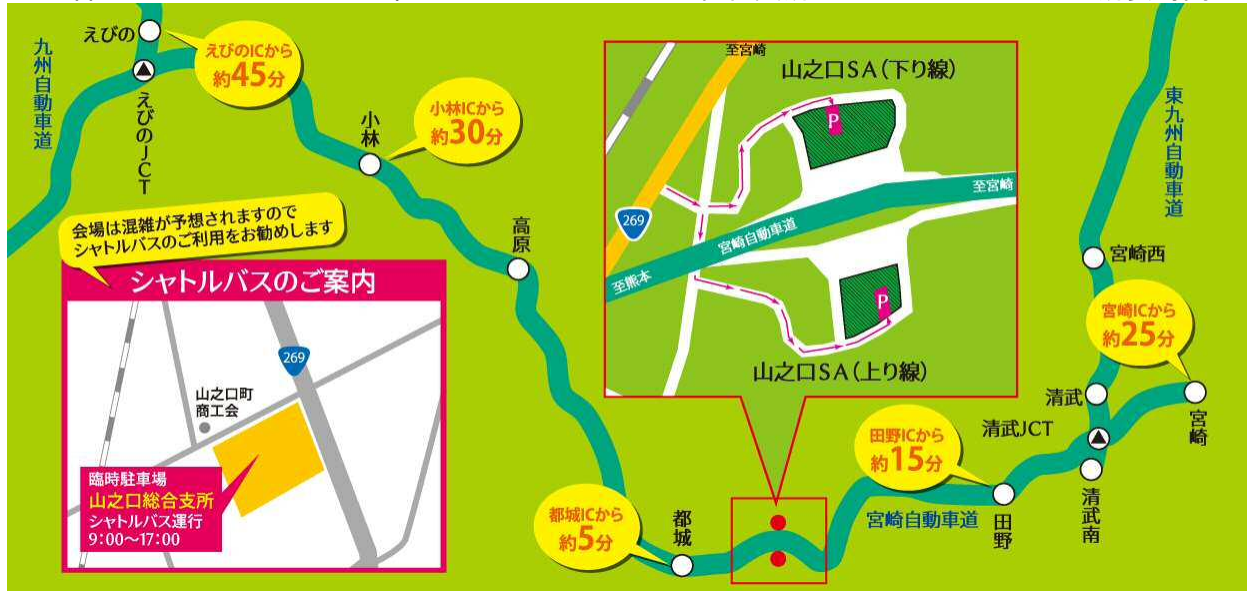 えびの
九州自動車道
えびのJCT
えびのICから
約45分
小林
小林ICから
約30分
高原
会場は混雑が予想されますので
シャトルバスのご利用をお勧めします
シャトルバスのご案内
269
山之口町
商工会
臨時駐車場
山之口総合支所
シャトルバス運行
9:00〜17:00
至宮崎
山之口SA（下り線）
P
至宮崎
269
宮崎自動車道
至熊本
P
山之口SA（上り線）
東九州自動車道
宮崎西
宮崎ICから
約25分
清武
宮崎
清武JCT
田野ICから
約15分
清武南
田野
宮崎自動車道
都城ICから
約5分
都城